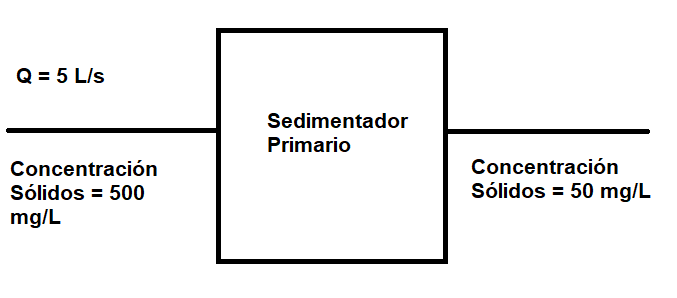 Q = 5 L/s
Concentración
Sólidos = 500
mg/L
Sedimentador
Primario
Concentración
Sólidos = 50 mg/L